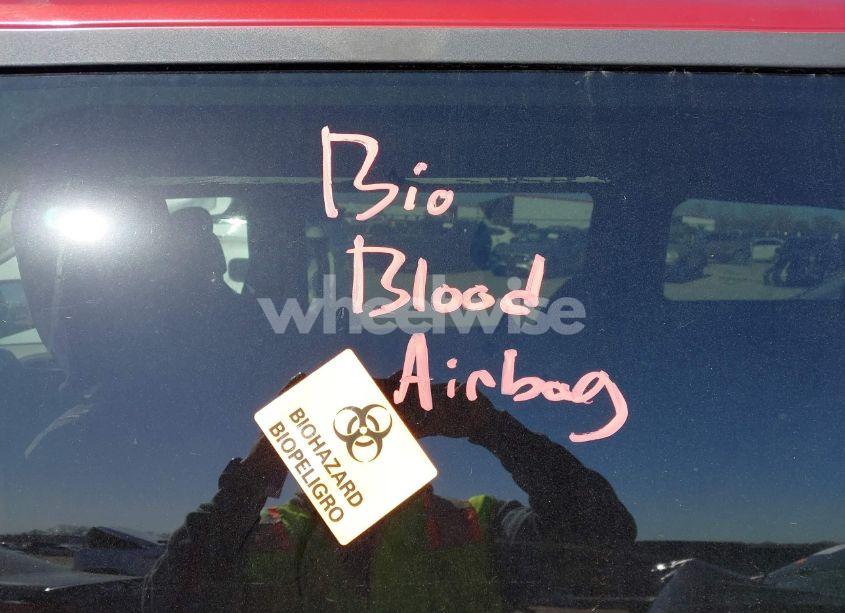 Bio
Blood
wheelwise
Airbag
BIOHAZARD
BIOPELIGRO